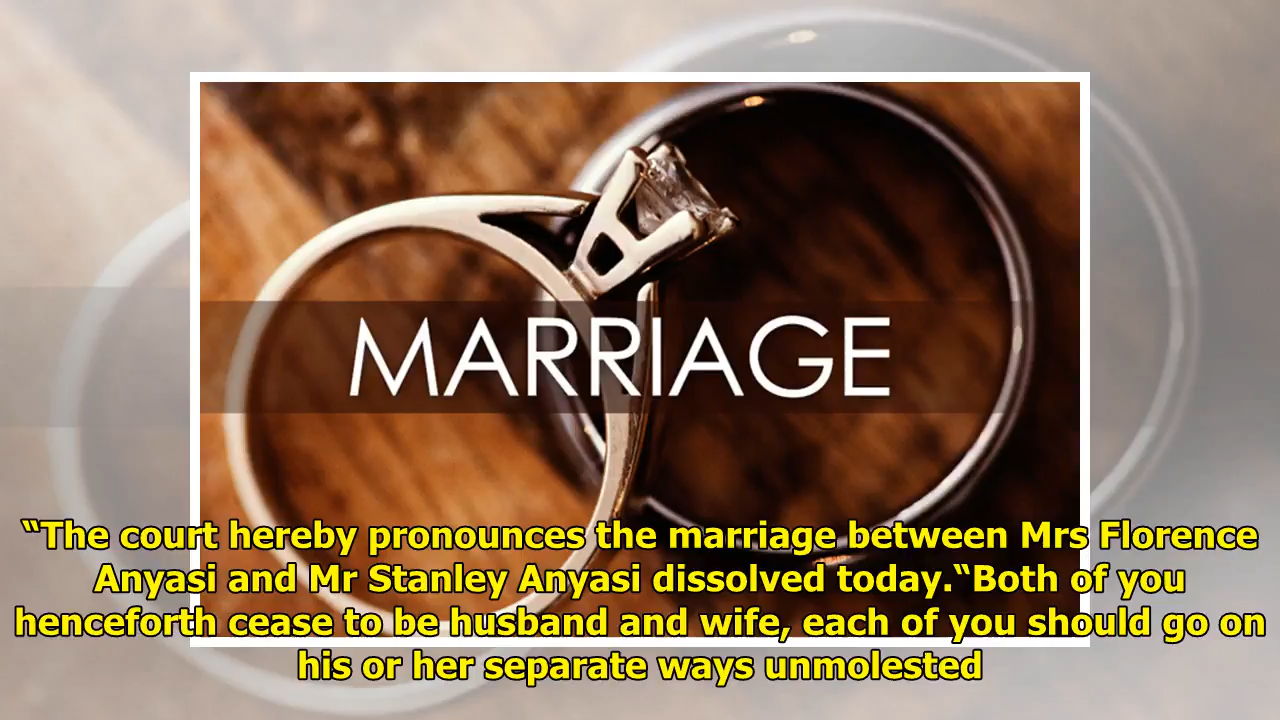 MARRIAGE
“The court hereby pronounces the marriage between Mrs Florence
Anyasi and Mr Stanley Anyasi dissolved today.“Both of you
henceforth cease to be husband and wife, each of you should go on
his or her separate ways unmolested